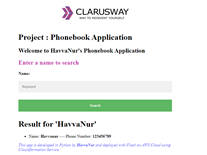 CLARUSWAY
WAY TO REINVENT YOURSELF
Project : Phonebook Application
Welcome to HavvaNur's Phonebook Application
Enter a name to search
Name:
Result for 'HavvaNur'
Name: Havvanur ---- Phone Number: 123456789
This app is developed in Python by HavvaNur and deployed with Flask on AWS Cloud using Cloudformation Service